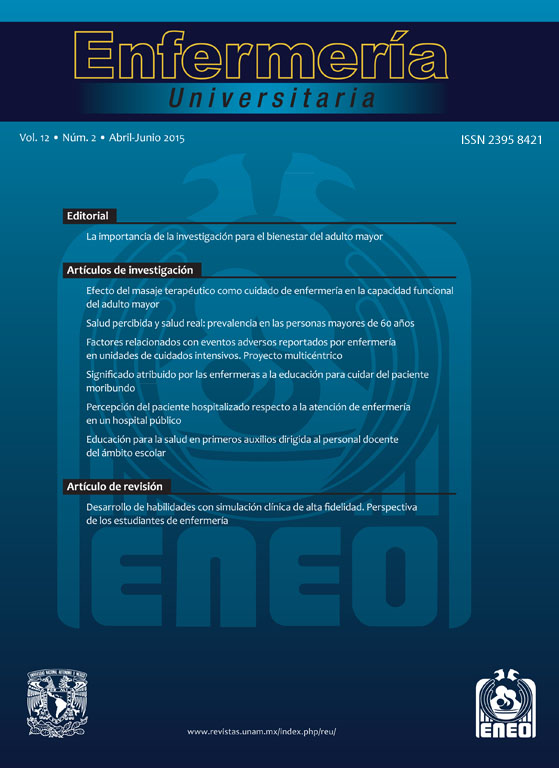 Enfermería
Universitaria
Vol. 12 • Núm. 2 • Abril-Junio 2015
ISSN 2395 8421
Editorial
La importancia de la investigación para el bienestar del adulto mayor
Artículos de investigación
Efecto del masaje terapéutico como cuidado de enfermería en la capacidad funcional
del adulto mayor
Salud percibida y salud real: prevalencia en las personas mayores de 60 años
Factores relacionados con eventos adversos reportados por enfermería
en unidades de cuidados intensivos. Proyecto multicéntrico
Significado atribuido por las enfermeras a la educación para cuidar del paciente
moribundo
Percepción del paciente hospitalizado respecto a la atención de enfermería
en un hospital público
Educación para la salud en primeros auxilios dirigida al personal docente
del ámbito escolar
Artículo de revisión
Desarrollo de habilidades con simulación clínica de alta fidelidad. Perspectiva
de los estudiantes de enfermería
ENEO
www.revistas.unam.mx/index.php/reu/
ENEO